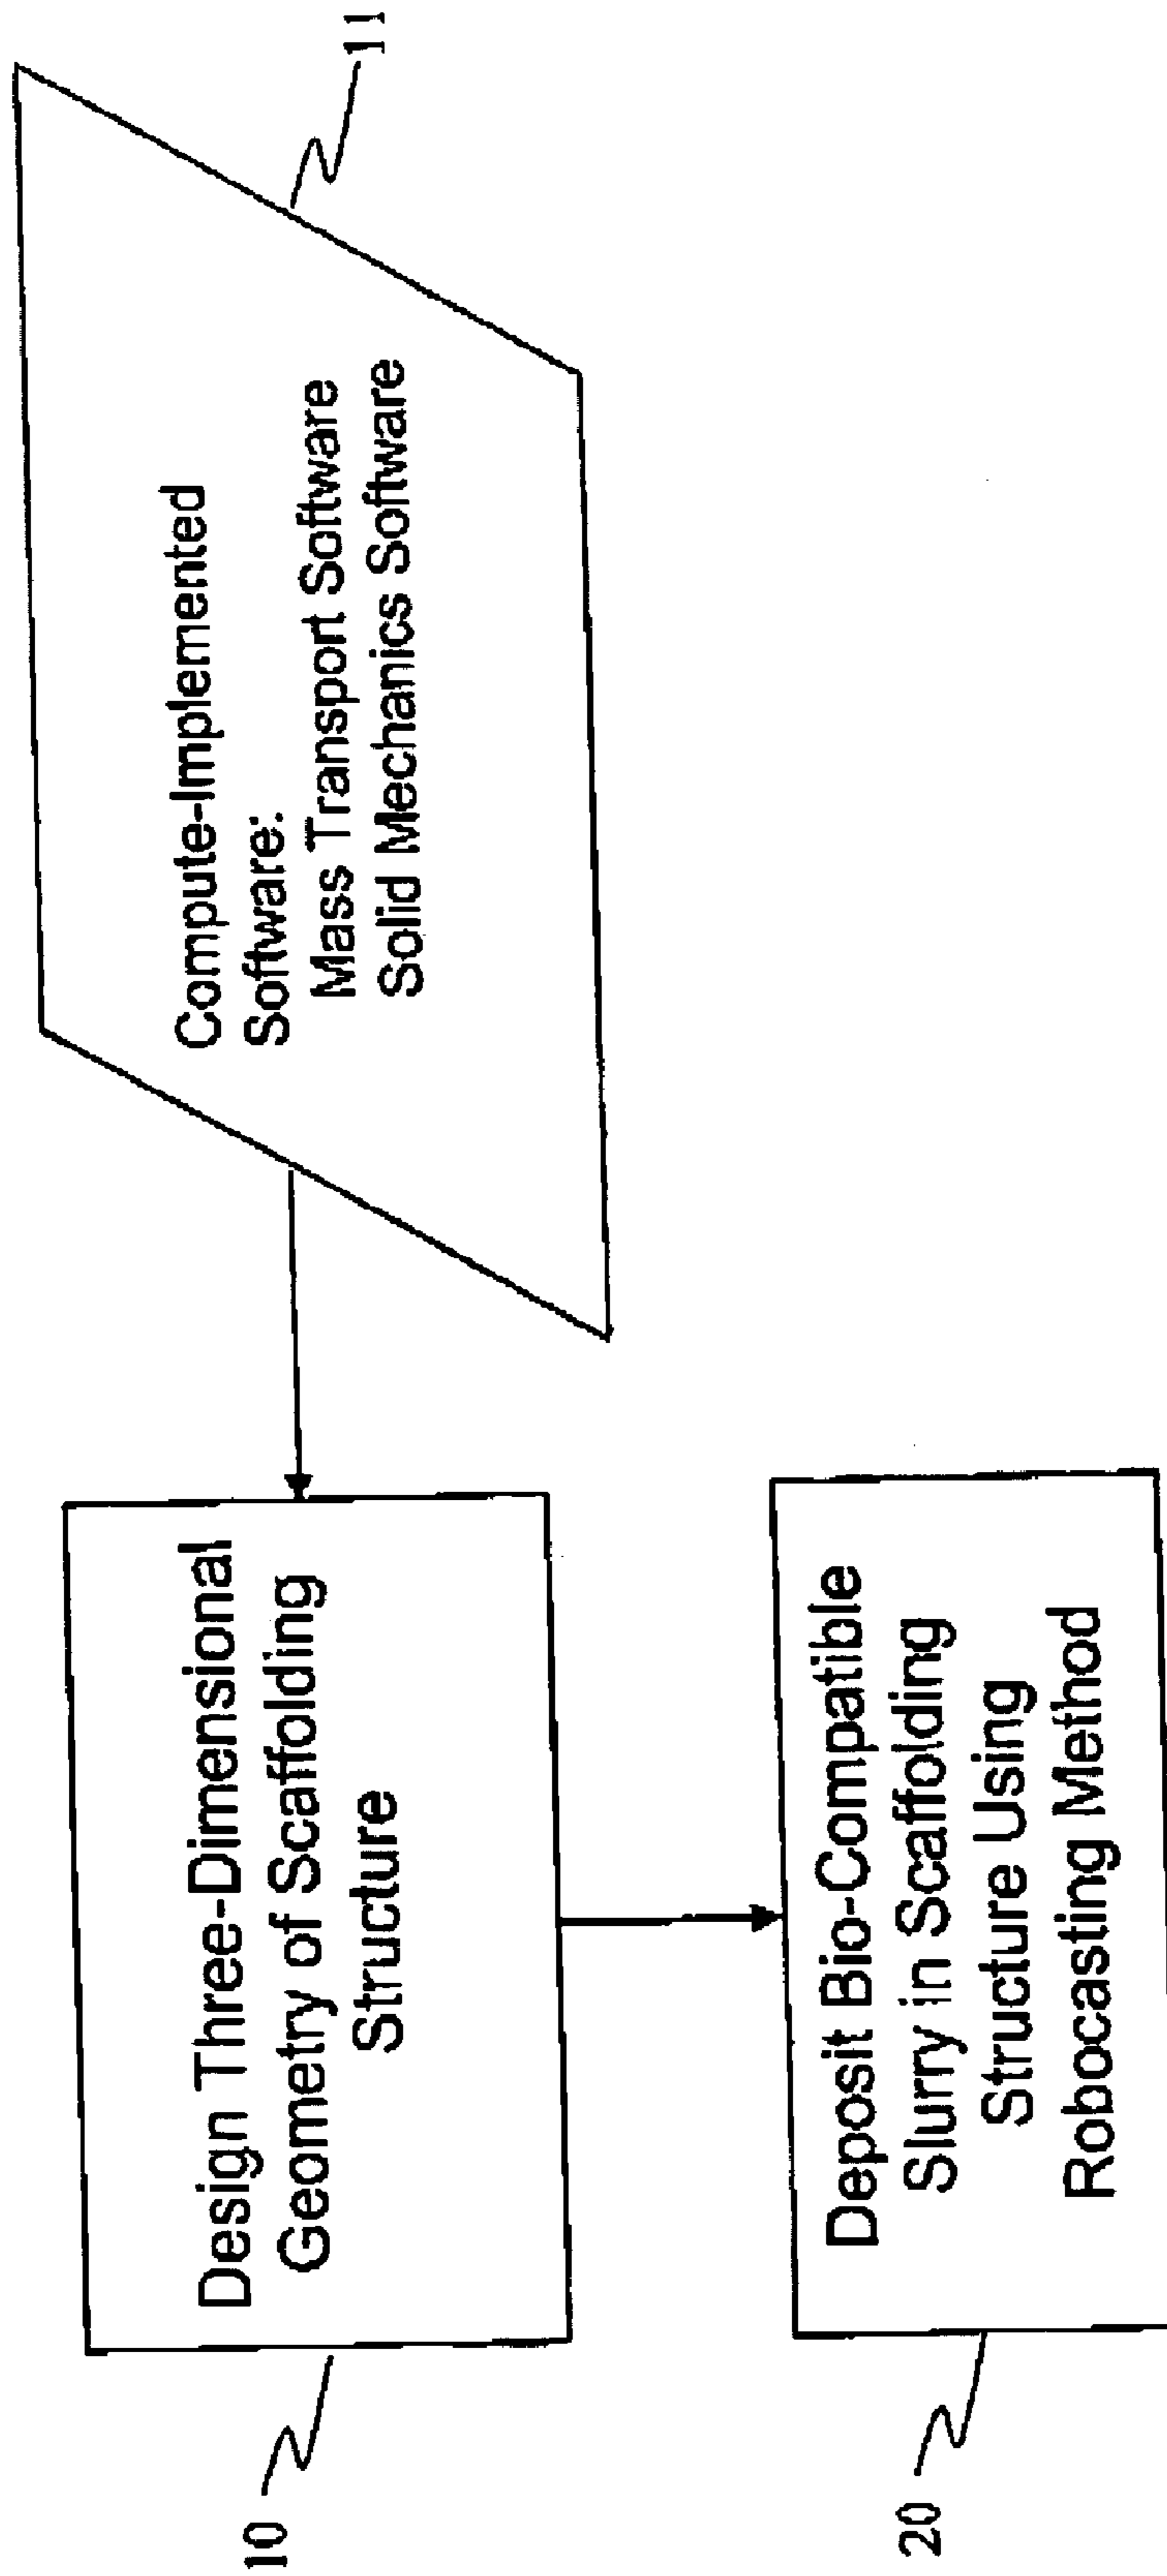 10
Design Three-Dimensional
Geometry of Scaffolding
Structure
Compute-Implemented
Software:
Mass Transport Software
Solid Mechanics Software
11
20
Deposit Bio-Compatible
Slurry in Scaffolding
Structure Using
Robocasting Method